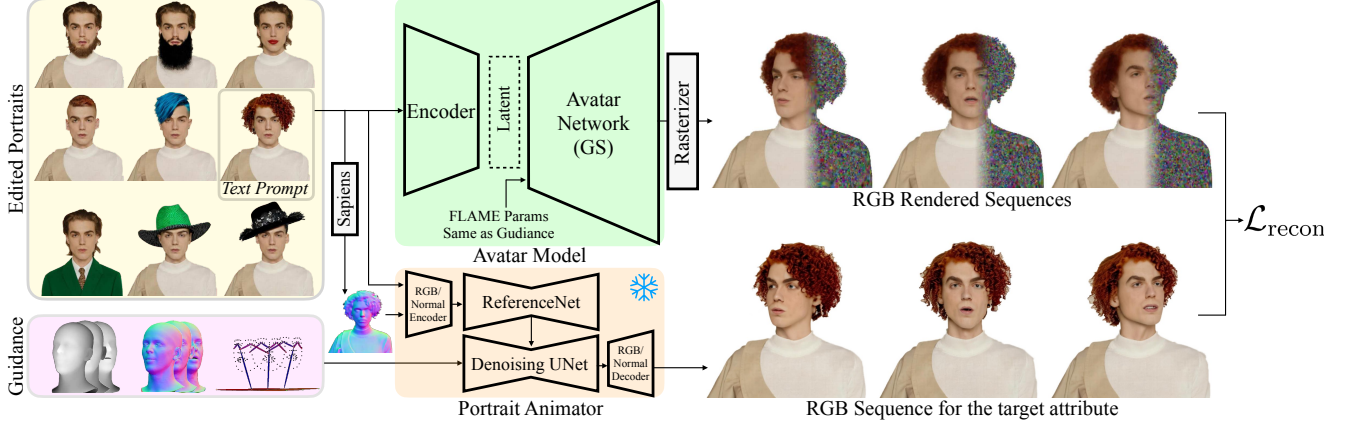 Edited Portraits
Text Prompt
Guidance
Sapiens
Encoder
Latent
Avatar
Network
(GS)
FLAME Params
Same as Gudiance
Avatar Model
Rasterizer
RGB/
Normal
Encoder
ReferenceNet
Denoising UNet
RGB/
Normal
Decoder
Portrait Animator
RGB Rendered Sequences
RGB Sequence for the target attribute
ℒrecon